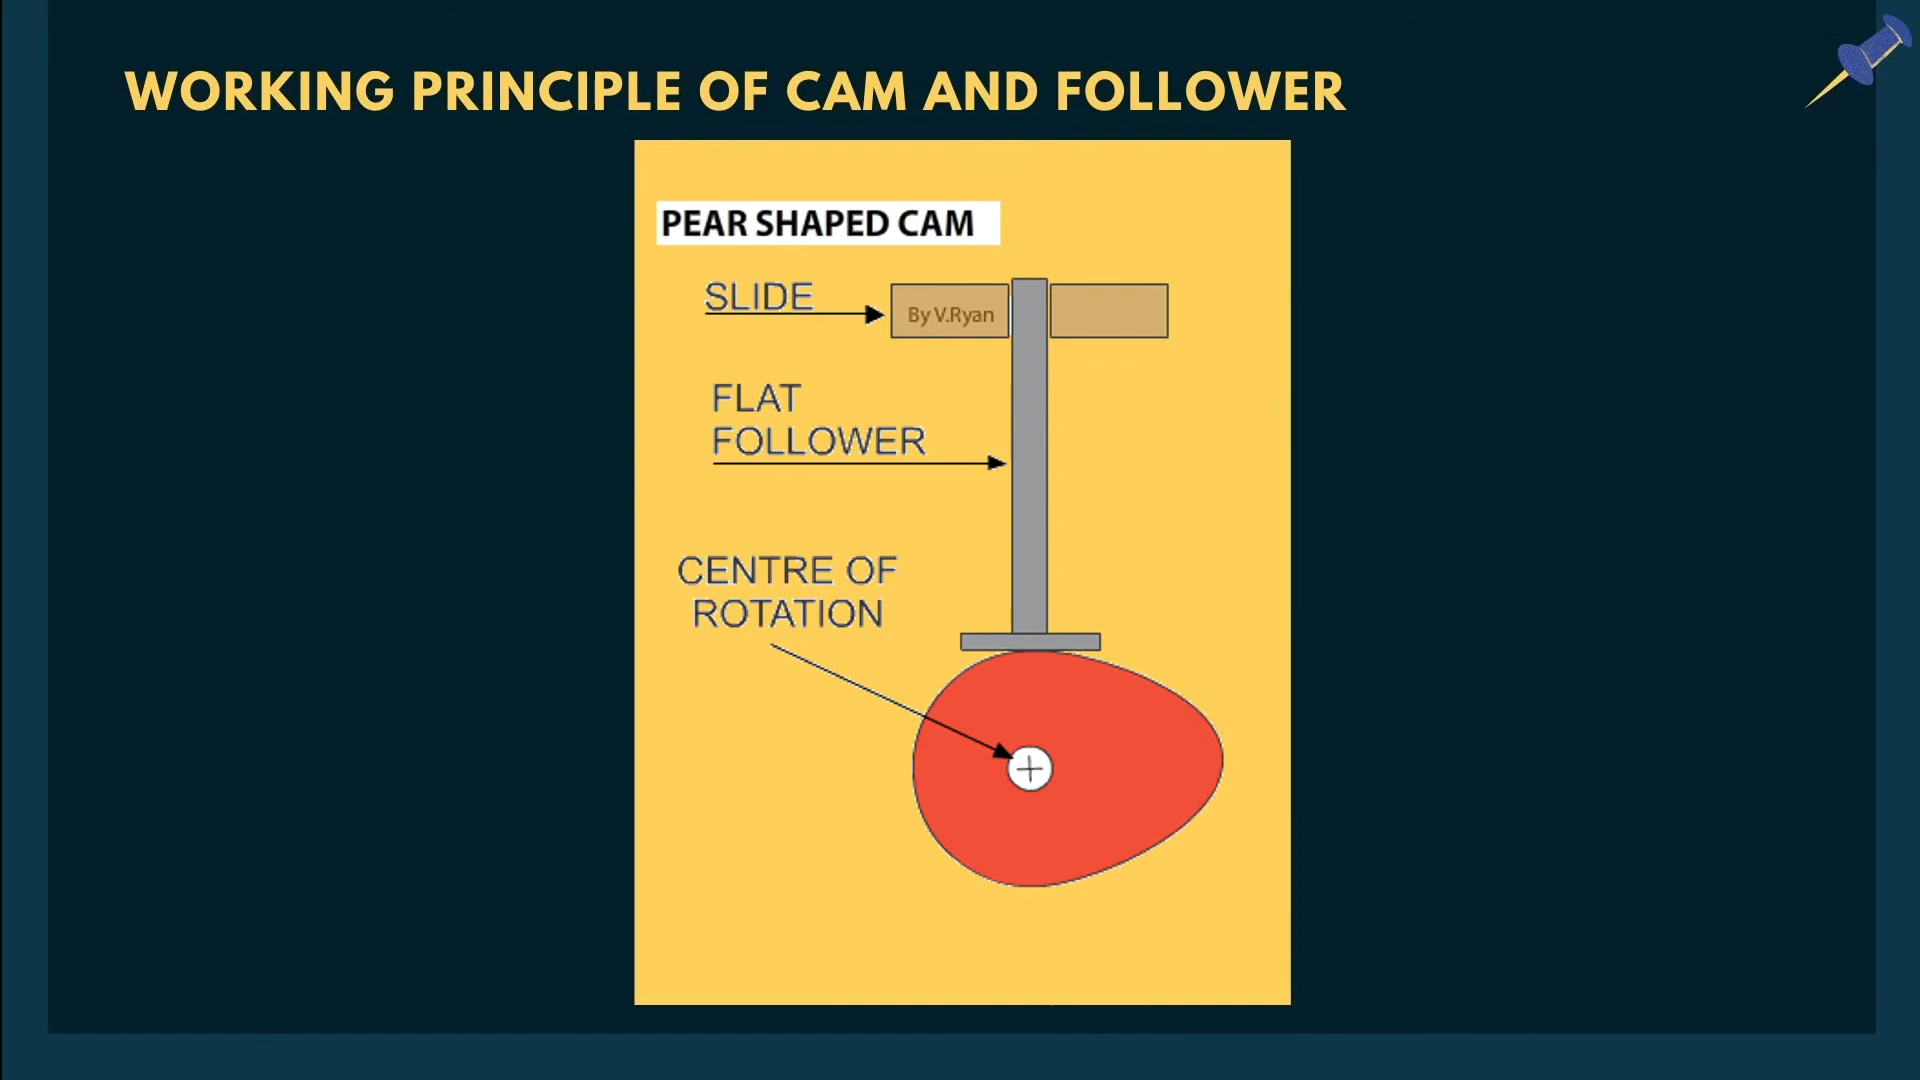 WORKING PRINCIPLE OF CAM AND FOLLOWER
PEAR SHAPED CAM
SLIDE
By V.Ryan
FLAT
FOLLOWER
CENTRE OF
ROTATION